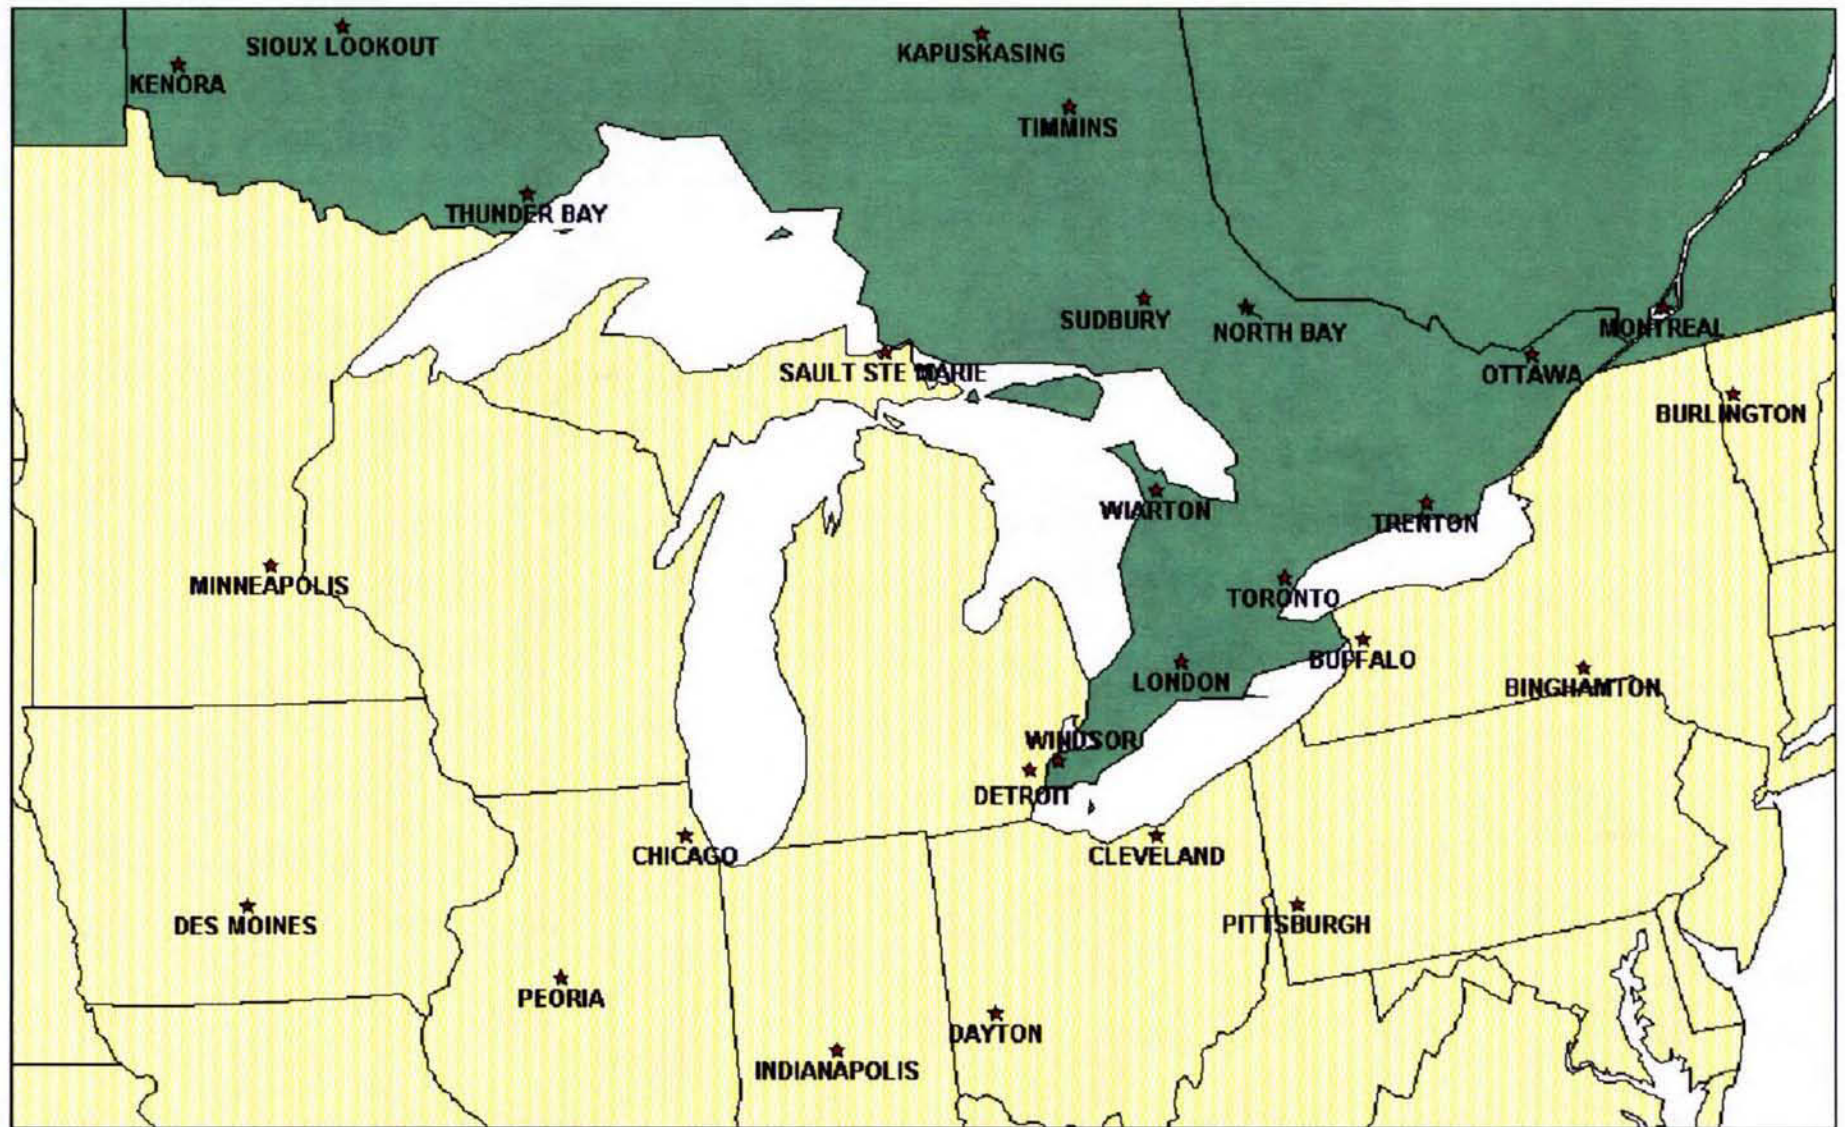 SIOUX LOOKOUT
KAPUSKASING
KENORA
TIMMINS
THUNDER BAY
SUDBURY
NORTH BAY
MONTREAL
SAULT STE MARIE
OTTAWA
BURLINGTON
WIARTON
TRENTON
MINNEAPOLIS
TORONTO
BUFFALO
LONDON
BINGHAMTON
WINDSOR
DETROIT
CHICAGO
CLEVELAND
DES MOINES
PITTSBURGH
PEORIA
DAYTON
INDIANAPOLIS